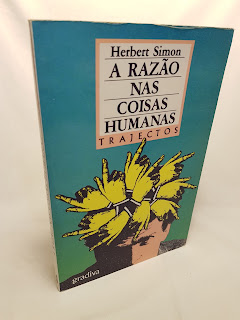 Herbert Simon
A RAZÃO
NAS
COISAS
HUMANAS
TRAJECTOS
gradiva